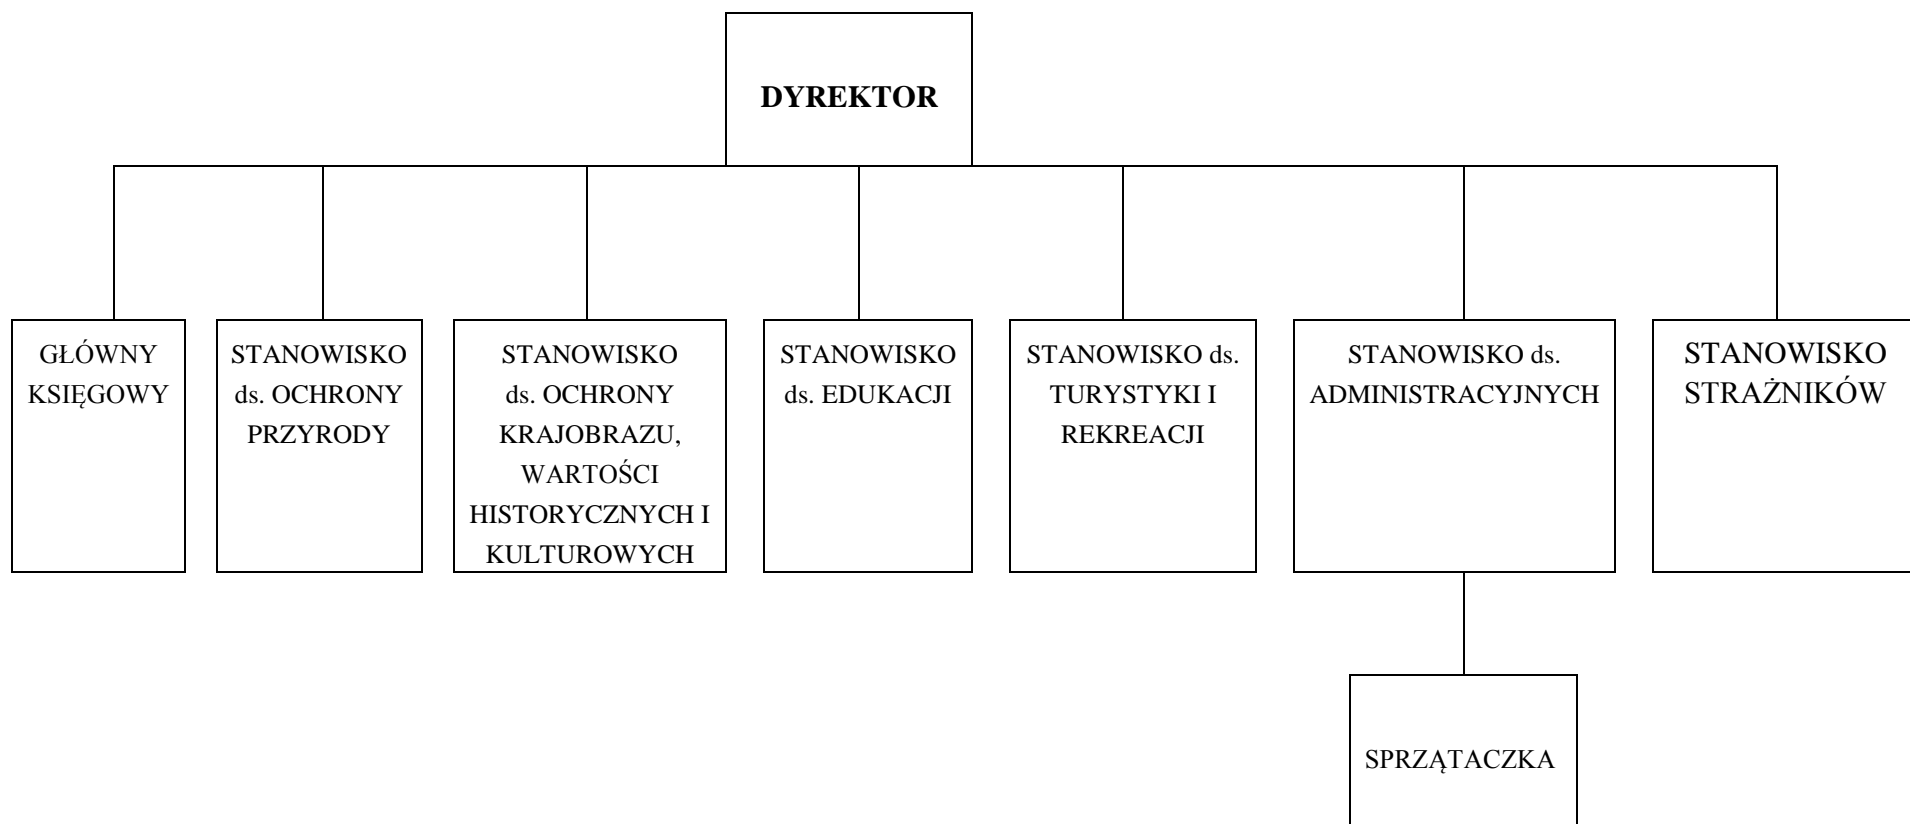 DYREKTOR
GŁÓWNY
KSIĘGOWY
STANOWISKO
ds. OCHRONY
PRZYRODY
STANOWISKO
ds. OCHRONY
KRAJOBRAZU,
WARTOŚCI
HISTORYCZNYCH I
KULTUROWYCH
STANOWISKO
ds. EDUKACJI
STANOWISKO ds.
TURYSTYKI I
REKREACJI
STANOWISKO ds.
ADMINISTRACYJNYCH
STANOWISKO
STRAŻNIKÓW
SPRZĄTACZKA